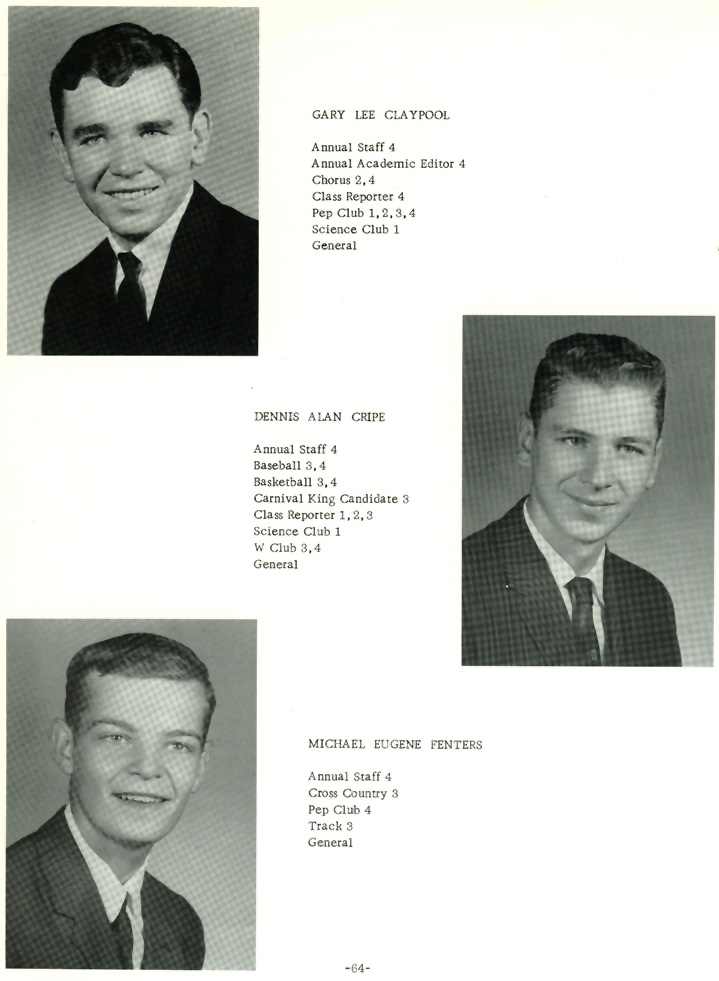 GARY LEE CLAYPOOL
Annual Staff 4
Annual Academic Editor 4
Chorus 2,4
Class Reporter 4
Pep Club 1,2,3,4
Science Club 1
General
DENNIS ALAN CRIPE
Annual Staff 4
Baseball 3,4
Basketball 3,4
Carnival King Candidate 3
Class Reporter 1,2,3
Science Club 1
W Club 3,4
General
MICHAEL EUGENE FENTERS
Annual Staff 4
Cross Country 3
Pep Club 4
Track 3
General
-64-